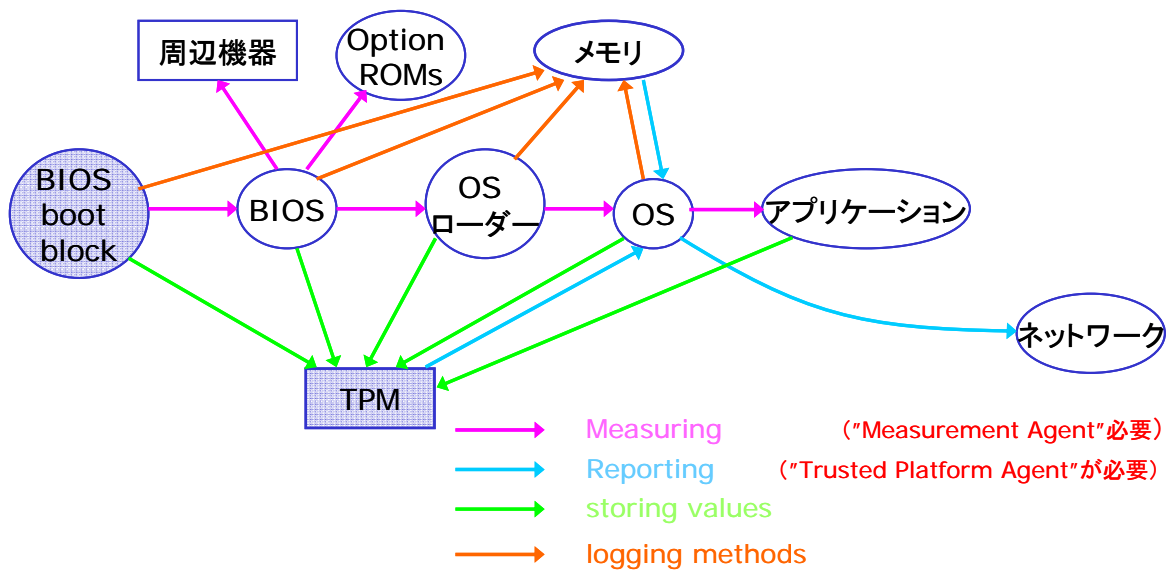 周辺機器
Option
ROMs
メモリ
BIOS
boot
block
BIOS
OS
ローダー
OS
アプリケーション
ネットワーク
TPM
Measuring ("Measurement Agent"必要)
Reporting ("Trusted Platform Agent"が必要)
storing values
logging methods